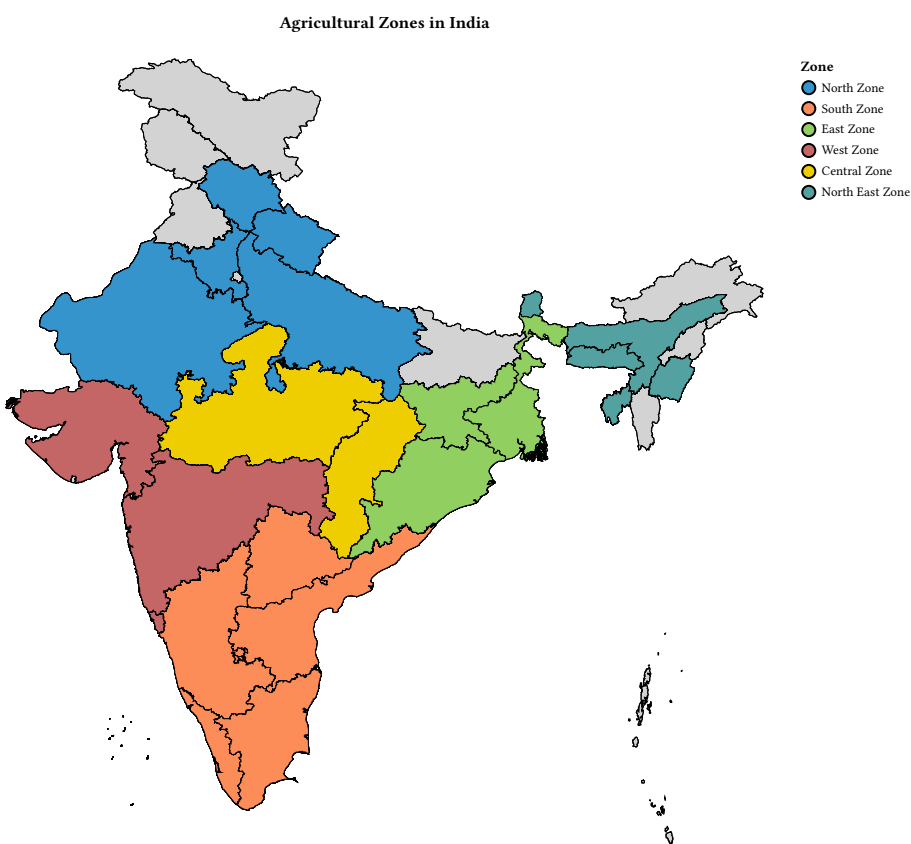 Agricultural Zones in India
Zone
North Zone
South Zone
East Zone
West Zone
Central Zone
North East Zone